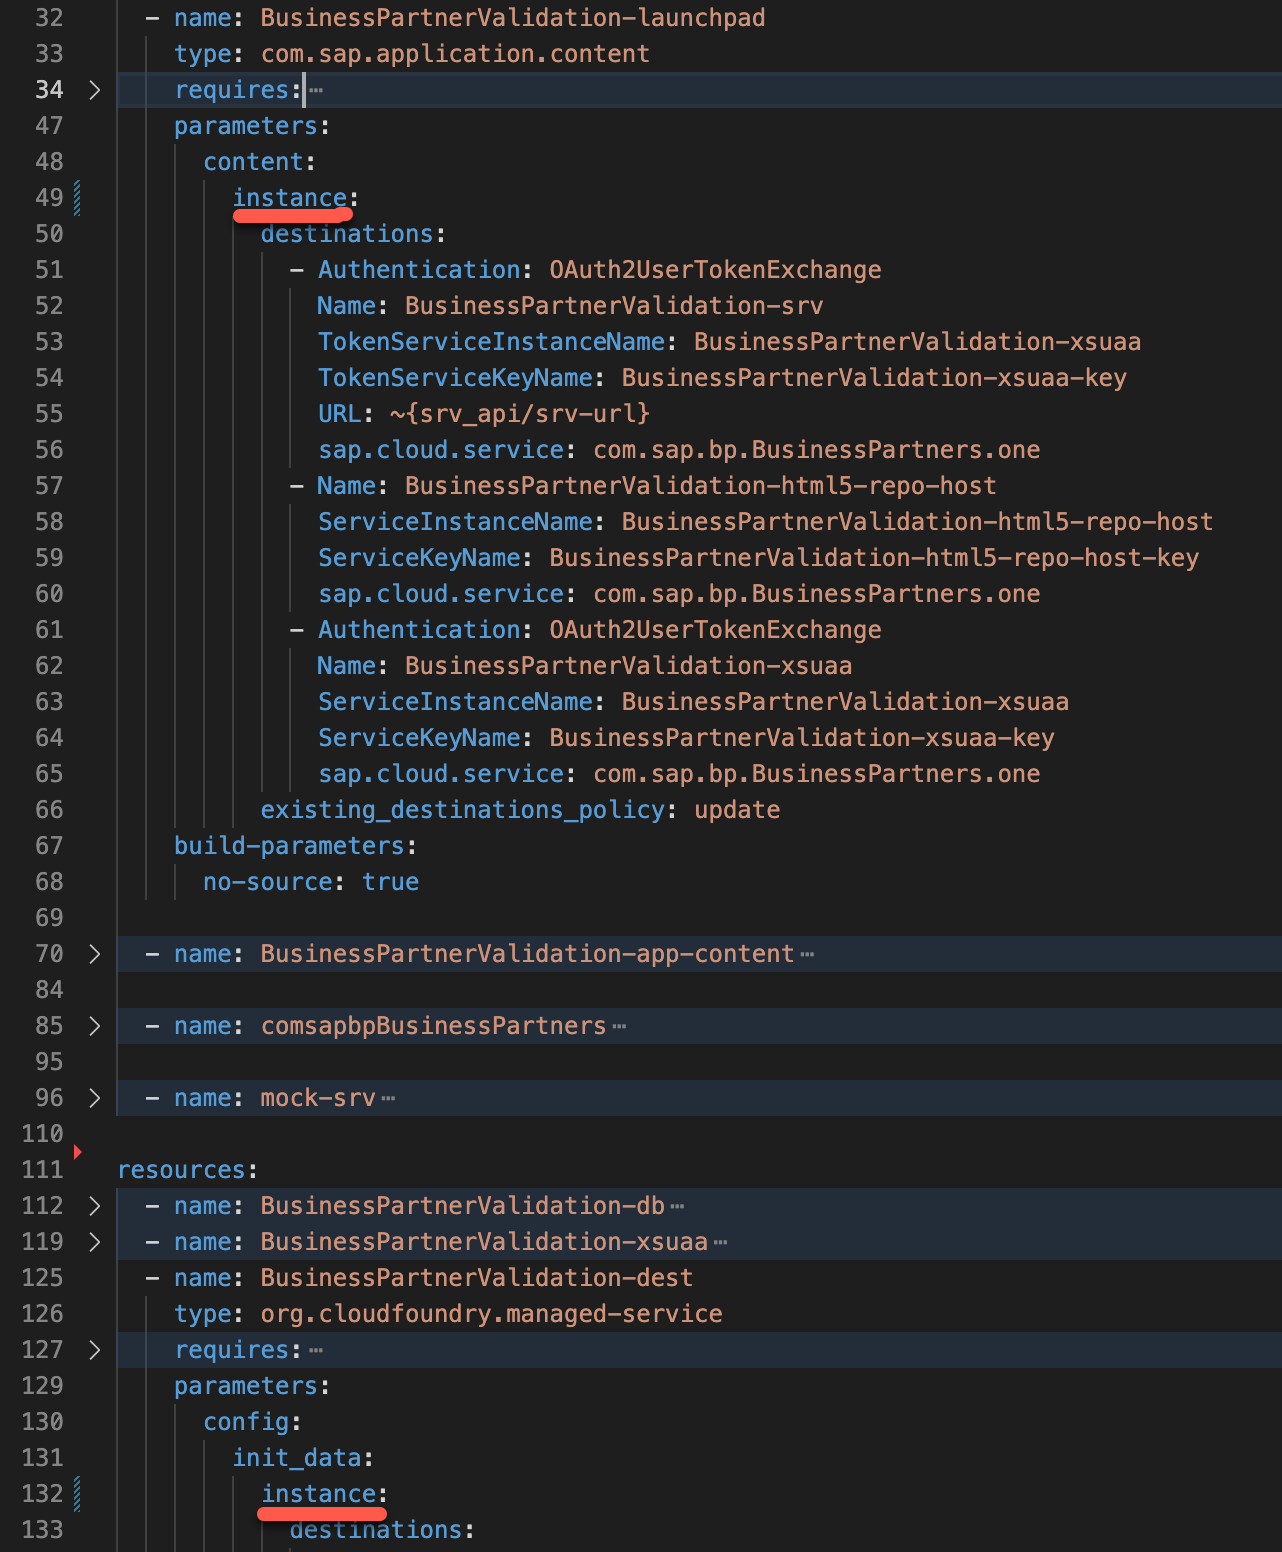 32 - name: BusinessPartnerValidation-launchpad
33 type: com.sap.application.content
34 requires:⋯
47 parameters:
48 content:
49 instance:
50 destinations:
51 - Authentication: OAuth2UserTokenExchange
52 Name: BusinessPartnerValidation-srv
53 TokenServiceInstanceName: BusinessPartnerValidation-xsuaa
54 TokenServiceKeyName: BusinessPartnerValidation-xsuaa-key
55 URL: ~{srv_api/srv-url}
56 sap.cloud.service: com.sap.bp.BusinessPartners.one
57 - Name: BusinessPartnerValidation-html5-repo-host
58 ServiceInstanceName: BusinessPartnerValidation-html5-repo-host
59 ServiceKeyName: BusinessPartnerValidation-html5-repo-host-key
60 sap.cloud.service: com.sap.bp.BusinessPartners.one
61 - Authentication: OAuth2UserTokenExchange
62 Name: BusinessPartnerValidation-xsuaa
63 ServiceInstanceName: BusinessPartnerValidation-xsuaa
64 ServiceKeyName: BusinessPartnerValidation-xsuaa-key
65 sap.cloud.service: com.sap.bp.BusinessPartners.one
66 existing_destinations_policy: update
67 build-parameters:
68 no-source: true
69
70 - name: BusinessPartnerValidation-app-content⋯
84
85 - name: comsapbpBusinessPartners⋯
95
96 - name: mock-srv⋯
110
111 resources:
112 - name: BusinessPartnerValidation-db⋯
119 - name: BusinessPartnerValidation-xsuaa⋯
125 - name: BusinessPartnerValidation-dest
126 type: org.cloudfoundry.managed-service
127 requires:⋯
129 parameters:
130 config:
131 init_data:
132 instance:
133 destinations: